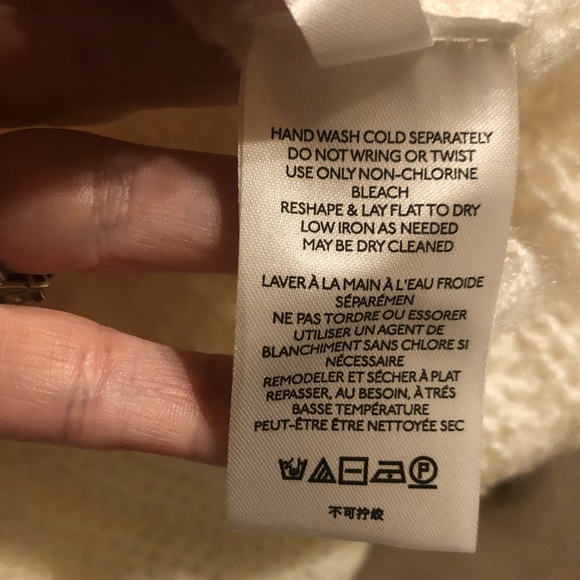 HAND WASH COLD SEPARATELY
DO NOT WRING OR TWIST
USE ONLY NON-CHLORINE
BLEACH
RESHAPE & LAY FLAT TO DRY
LOW IRON AS NEEDED
MAY BE DRY CLEANED
LAVER À LA MAIN À L'EAU FROIDE
SÉPARÉMEN
NE PAS TORDRE OU ESSORER
UTILISER UN AGENT DE
BLANCHIMENT SANS CHLORE SI
NÉCESSAIRE
REMODELER ET SÉCHER À PLAT
REPASSER, AU BESOIN, À TRÉS
BASSE TEMPÉRATURE
PEUT-ÊTRE ÊTRE NETTOYÉE SEC
P
不可拧绞